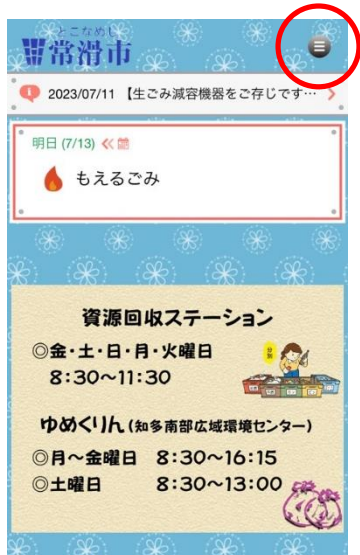 とこなめし
常滑市
2023/07/11 【生ごみ減容機器をご存じです…
明日 (7/13)
もえるごみ
資源回収ステーション
◎金・土・日・月・火曜日
8:30～11:30
ゆめくりん(知多南部広域環境センター)
◎月～金曜日 8:30～16:15
◎土曜日 8:30～13:00